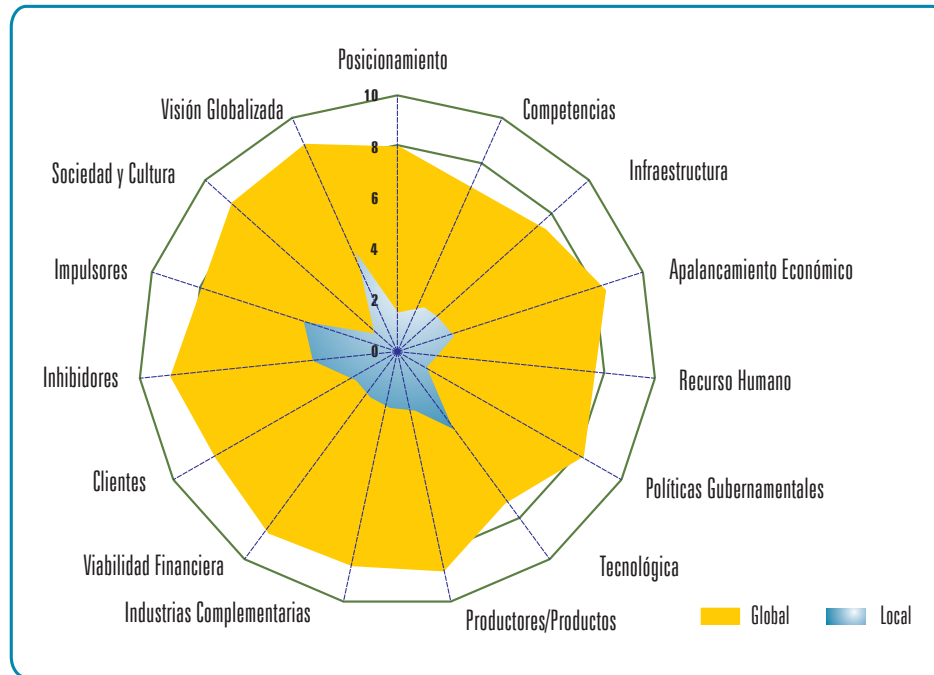 Posicionamiento
10
Visión Globalizada
Competencias
8
Sociedad y Cultura
Infraestructura
6
4
Impulsores
Apalancamiento Económico
2
0
Inhibidores
Recurso Humano
Clientes
Políticas Gubernamentales
Viabilidad Financiera
Tecnológica
Industrias Complementarias
Productores/Productos
Global
Local